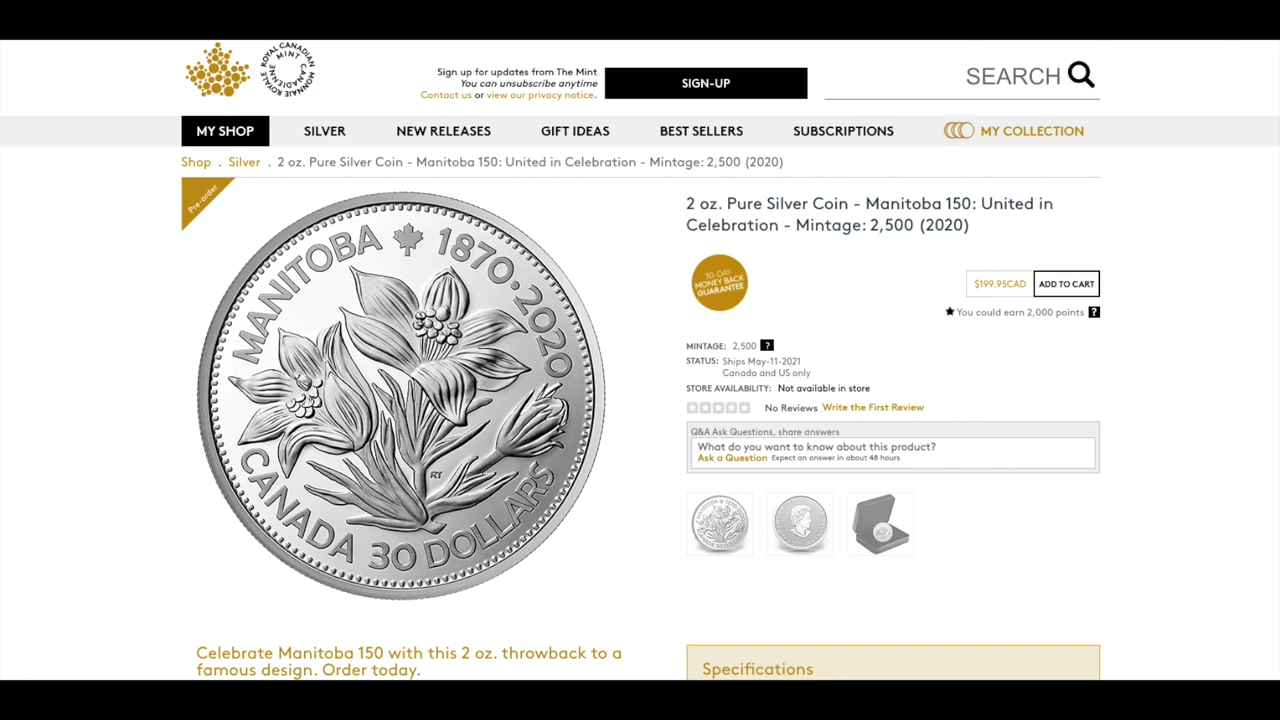 ROYAL CANADIAN MINT
MONNAIE ROYALE CANADIENNE
Sign up for updates from The Mint
You can unsubscribe anytime
Contact us or view our privacy notice.
SIGN-UP
SEARCH
MY SHOP
SILVER
NEW RELEASES
GIFT IDEAS
BEST SELLERS
SUBSCRIPTIONS
MY COLLECTION
Shop . Silver . 2 oz. Pure Silver Coin - Manitoba 150: United in Celebration - Mintage: 2,500 (2020)
Pre-order
MANITOBA 1870·2020
RT
CANADA 30 DOLLARS
2 oz. Pure Silver Coin - Manitoba 150: United in
Celebration - Mintage: 2,500 (2020)
30-DAY
MONEY BACK
GUARANTEE
$199.95CAD
ADD TO CART
You could earn 2,000 points ?
MINTAGE: 2,500 ?
STATUS: Ships May-11-2021
Canada and US only
STORE AVAILABILITY: Not available in store
No Reviews Write the First Review
Q&A Ask Questions, share answers
What do you want to know about this product?
Ask a Question Expect an answer in about 48 hours
Celebrate Manitoba 150 with this 2 oz. throwback to a
famous design. Order today.
Specifications